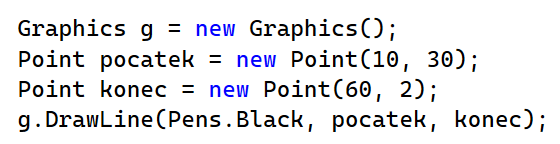 Graphics g = new Graphics();
Point pocatek = new Point(10, 30);
Point konec = new Point(60, 2);
g.DrawLine(Pens.Black, pocatek, konec);